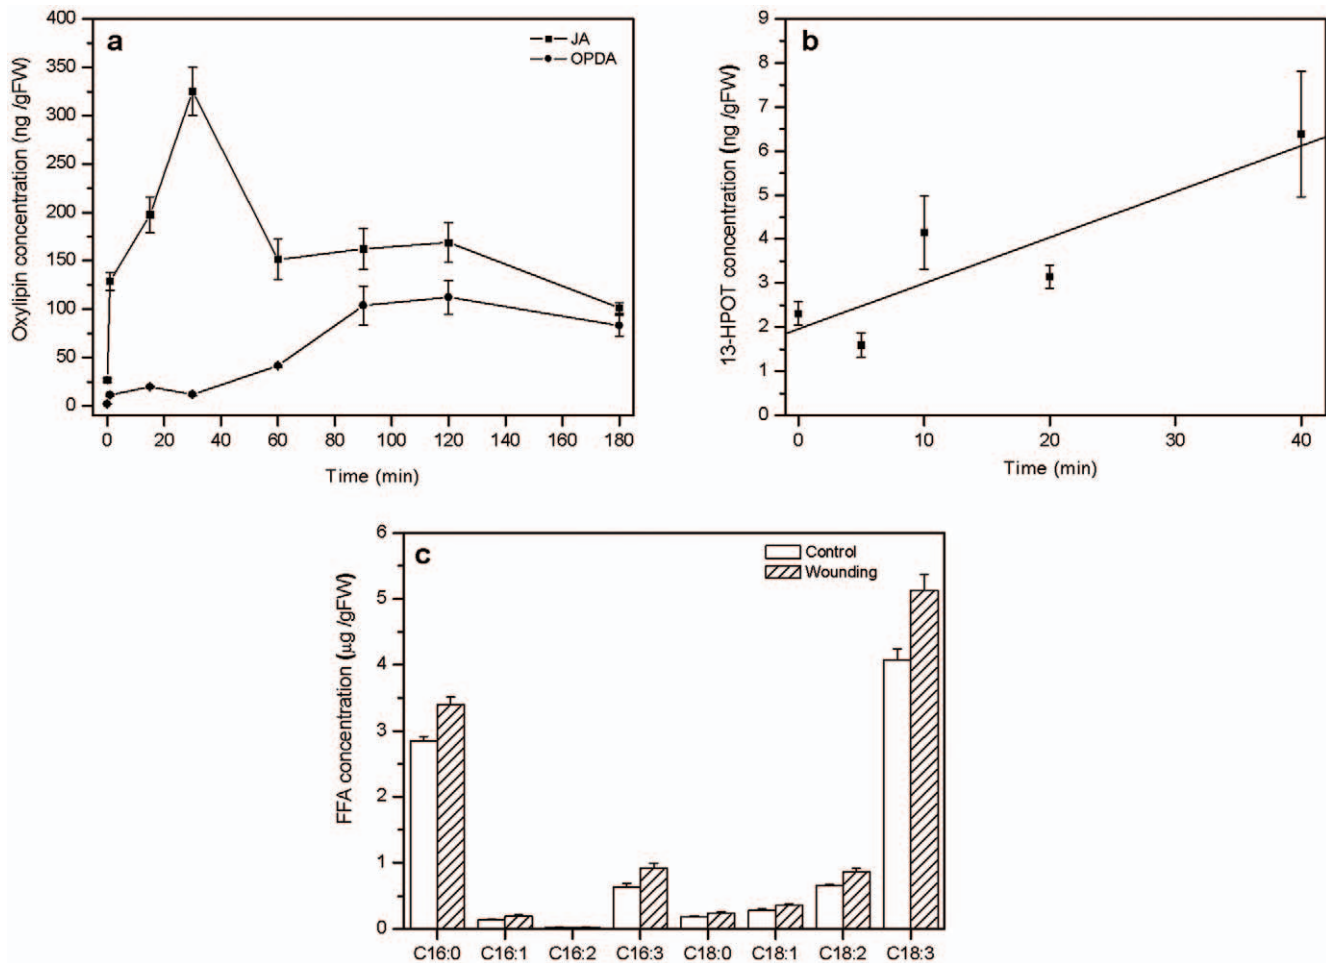 a
JA
OPDA
400
350
300
250
200
150
100
50
0
Oxylipin concentration (ng /gFW)
0 20 40 60 80 100 120 140 160 180
Time (min)
b
9
8
7
6
5
4
3
2
1
0
13-HPOT concentration (ng /gFW)
0 10 20 30 40
Time (min)
c
Control
Wounding
6
5
4
3
2
1
0
FFA concentration (µg /gFW)
C16:0 C16:1 C16:2 C16:3 C18:0 C18:1 C18:2 C18:3